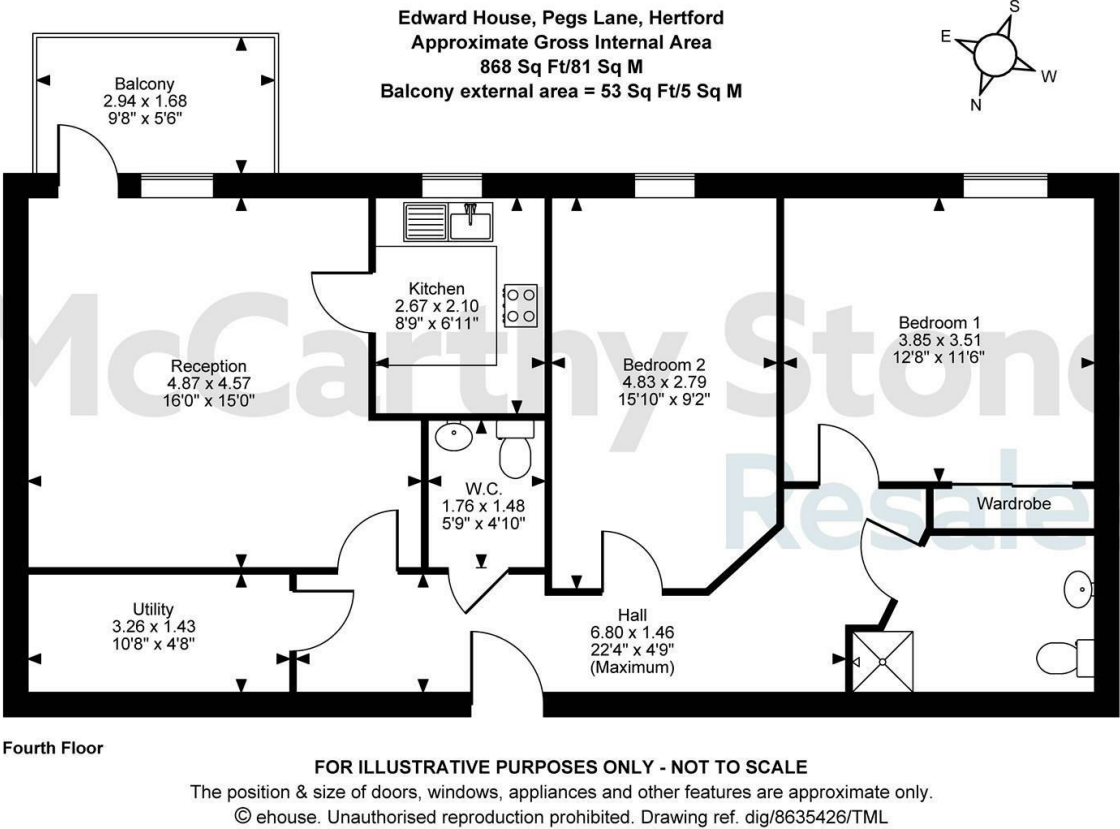 Edward House, Pegs Lane, Hertford
Approximate Gross Internal Area
868 Sq Ft/81 Sq M
Balcony external area = 53 Sq Ft/5 Sq M
S
E
W
N
Balcony
2.94 x 1.68
9'8" x 5'6"
Kitchen
2.67 x 2.10
8'9" x 6'11"
Reception
4.87 x 4.57
16'0" x 15'0"
Bedroom 2
4.83 x 2.79
15'10" x 9'2"
Bedroom 1
3.85 x 3.51
12'8" x 11'6"
McCarthy Stone
Resale
W.C.
1.76 x 1.48
5'9" x 4'10"
Wardrobe
Utility
3.26 x 1.43
10'8" x 4'8"
Hall
6.80 x 1.46
22'4" x 4'9"
(Maximum)
Fourth Floor
FOR ILLUSTRATIVE PURPOSES ONLY - NOT TO SCALE
The position & size of doors, windows, appliances and other features are approximate only.
© ehouse. Unauthorised reproduction prohibited. Drawing ref. dig/8635426/TML